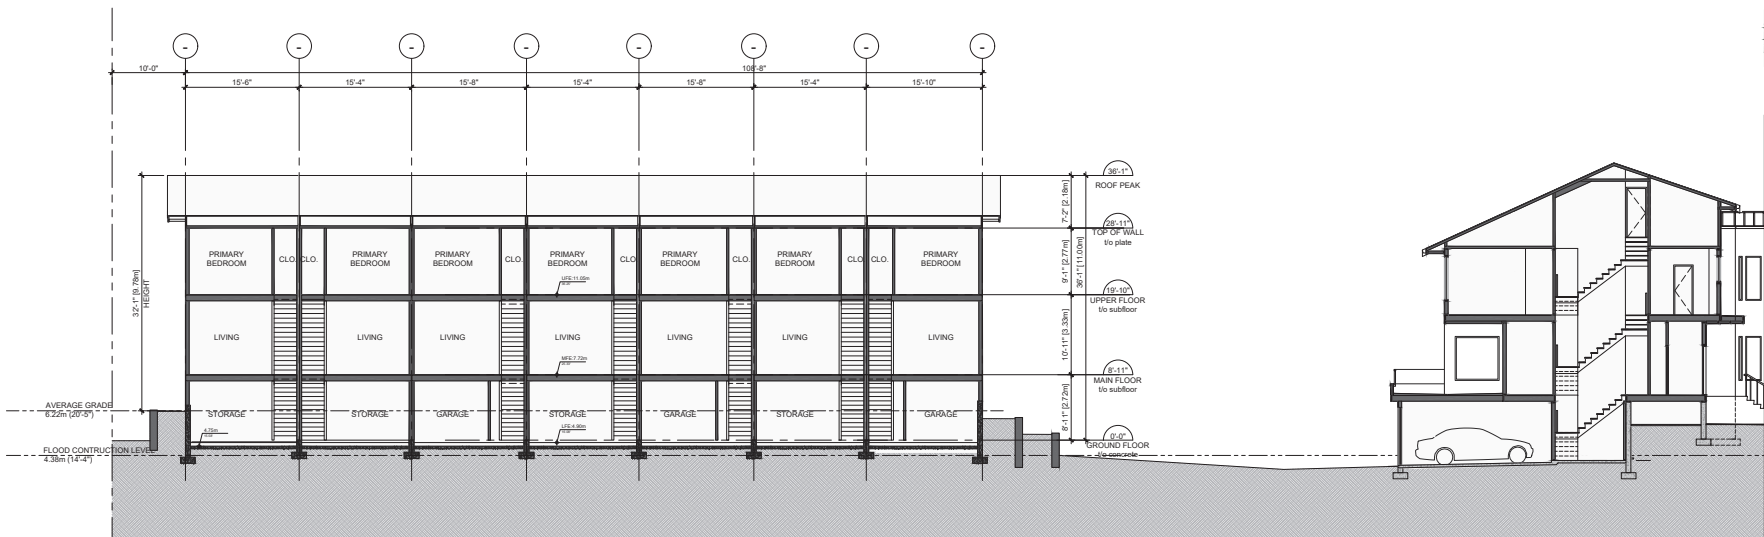 - - - - - - - -
10'-0" 108'-8"
15'-6" 15'-4" 15'-8" 15'-4" 15'-8" 15'-4" 15'-10"
36'-1"
ROOF PEAK
7'-2" [2.18m]
28'-11"
TOP OF WALL
t/o plate
32'-1" [9.78m]
HEIGHT
PRIMARY
BEDROOM
CLO.
CLO.
PRIMARY
BEDROOM
PRIMARY
BEDROOM
CLO.
PRIMARY
BEDROOM
CLO
PRIMARY
BEDROOM
CLO.
PRIMARY
BEDROOM
CLO
CLO.
PRIMARY
BEDROOM
9'-1" [2.77m]
36'-1" [11.00m]
UFE:11.05m
19'-10"
UPPER FLOOR
t/o subfloor
LIVING LIVING LIVING LIVING LIVING LIVING LIVING
10'-11" [3.33m]
MFE:7.72m
8'-11"
MAIN FLOOR
t/o subfloor
AVERAGE GRADE
6.22m (20'-5")
STORAGE STORAGE GARAGE STORAGE GARAGE STORAGE GARAGE
8'-11" [2.72m]
4.75m
LFE:4.90m
0'-0"
GROUND FLOOR
t/o concrete
FLOOD CONTRUCTION LEVEL
4.38m (14'-4")